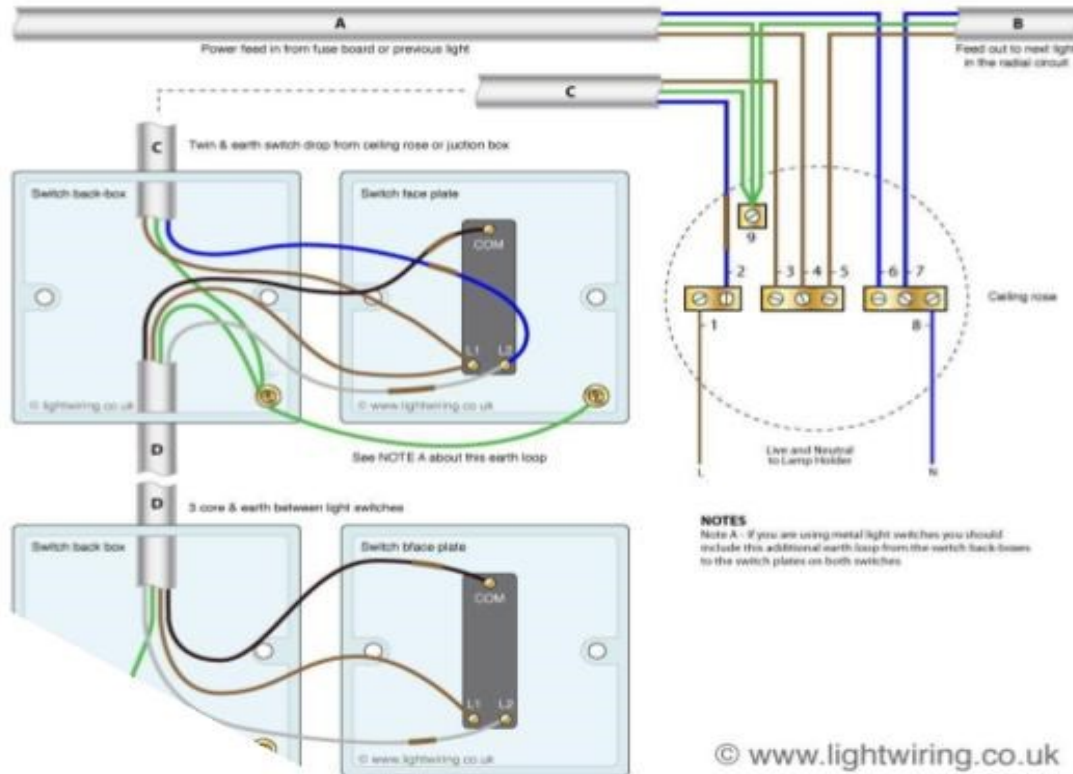 A
B
Power feed in from fuse board or previous light
Feed out to next light
in the radial circuit
C
C
Twin & earth switch drop from ceiling rose or juction box
Switch back-box
Switch face plate
COM
L1
L2
© lightwiring.co.uk
© www.lightwiring.co.uk
9
2
3
4
5
6
7
1
8
Ceiling rose
Live and Neutral
to Lamp Holder
L
N
See NOTE A about this earth loop
D
D
3 core & earth between light switches
Switch back box
Switch bface plate
COM
L1
L2
© www.lightwiring.co.uk
NOTES
Note A - If you are using metal light switches you should
include this additional earth loop from the switch back-boxes
to the switch plates on both switches
© www.lightwiring.co.uk